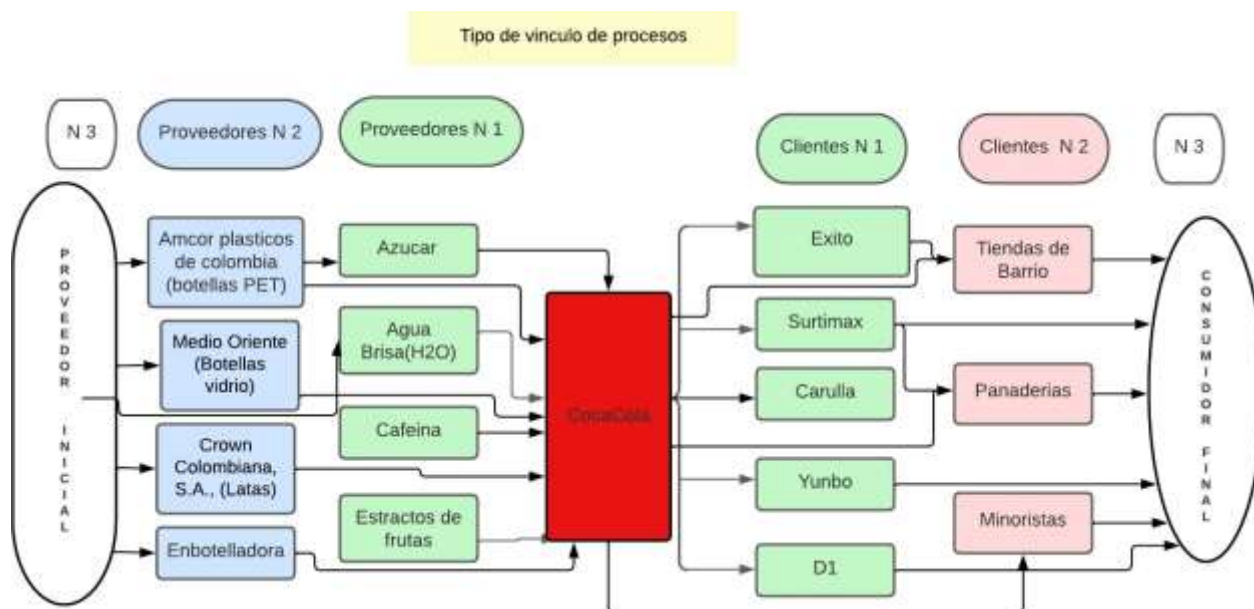 Tipo de vinculo de procesos
N 3
Proveedores N 2
Proveedores N 1
Clientes N 1
Clientes N 2
N 3
PROVEEDOR INICIAL
Amcor plasticos
de colombia
(botellas PET)
Medio Oriente
(Botellas
vidrio)
Crown
Colombiana,
S.A., (Latas)
Enbotelladora
Azucar
Agua
Brisa(H2O)
Cafeina
Estractos de
frutas
CocaCola
Exito
Surtimax
Carulla
Yunbo
D1
Tiendas de
Barrio
Panaderias
Minoristas
CONSUMIDOR FINAL